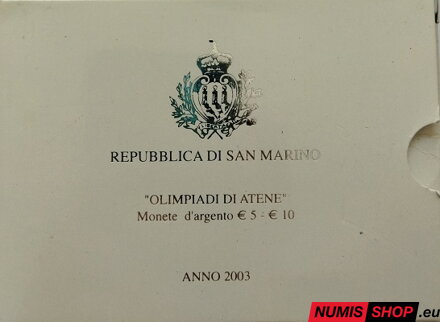 REPUBBLICA DI SAN MARINO
"OLIMPIADI DI ATENE"
Monete d'argento € 5 - € 10
ANNO 2003
NUMIS SHOP.eu